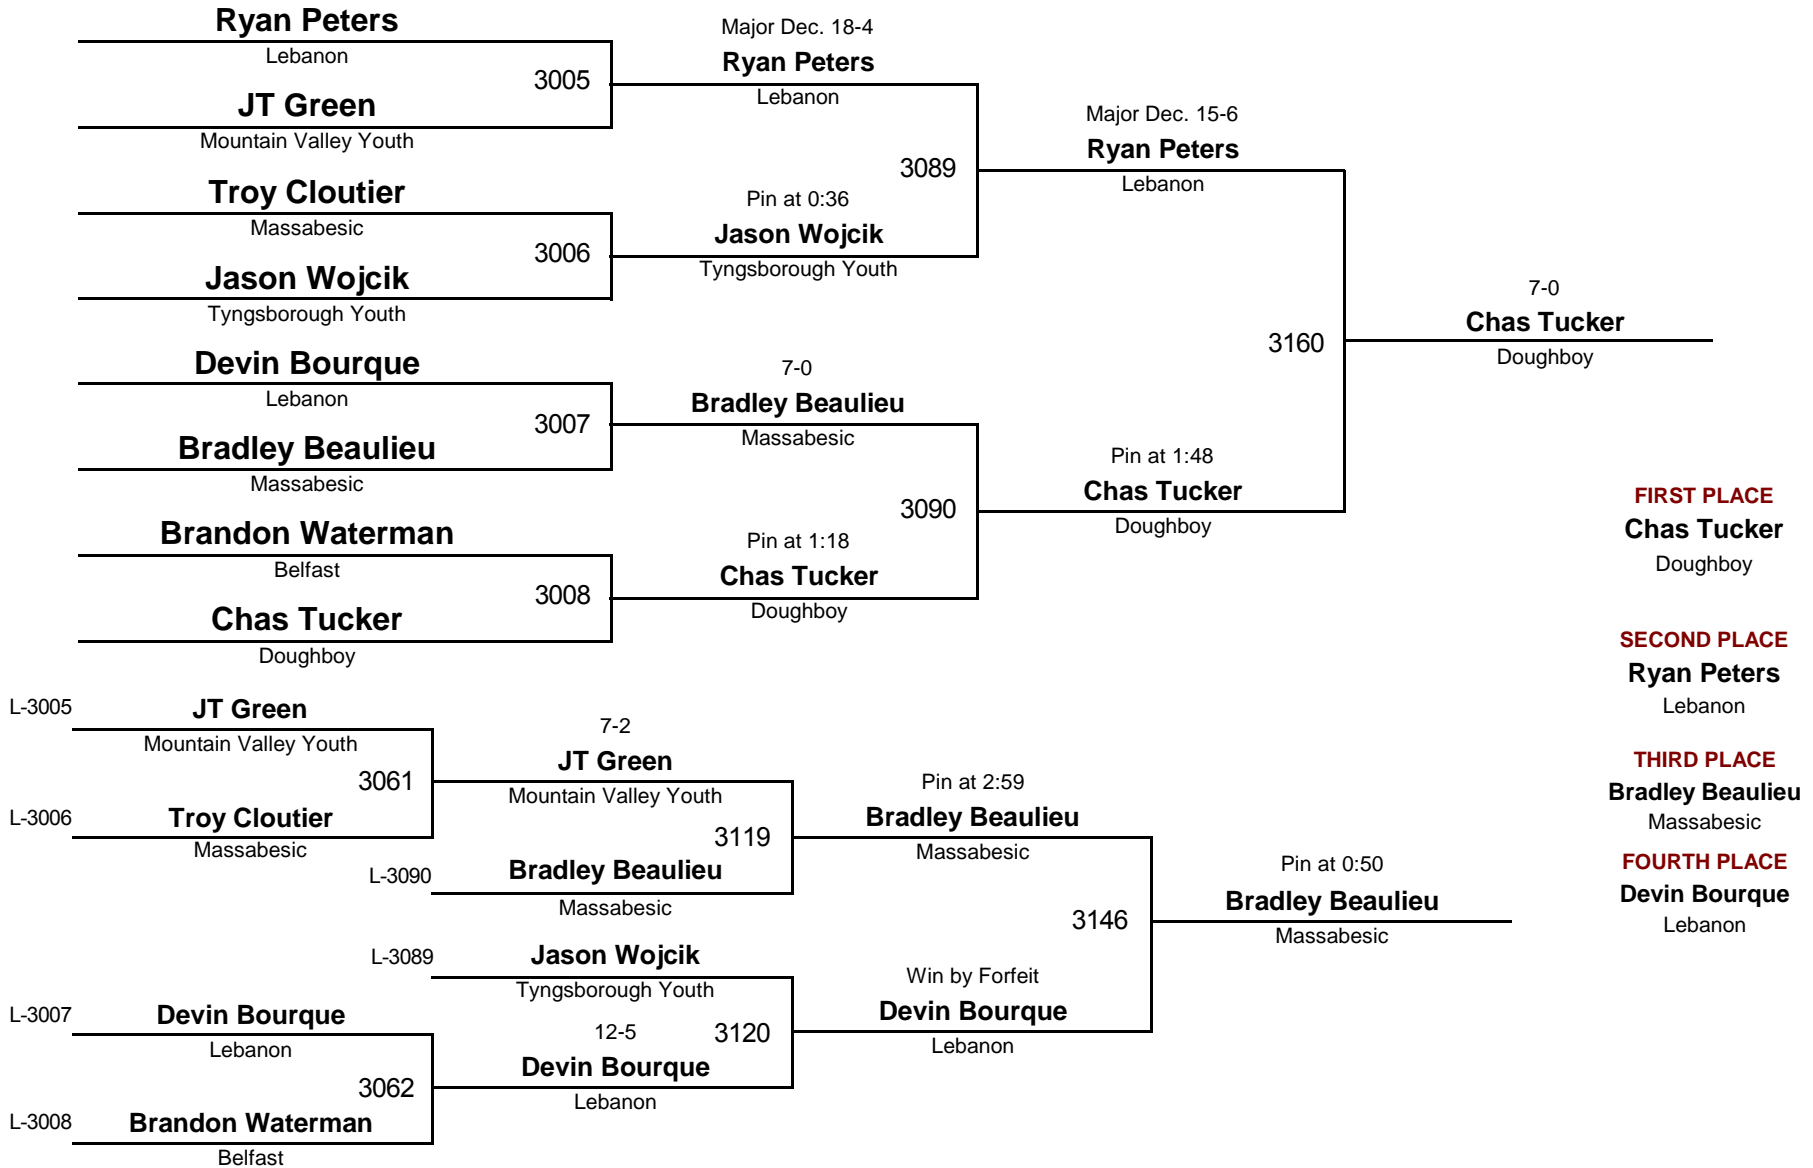 Ryan Peters
Lebanon
3005
JT Green
Mountain Valley Youth
Troy Cloutier
Massabesic
3006
Jason Wojcik
Tyngsborough Youth
Devin Bourque
Lebanon
3007
Bradley Beaulieu
Massabesic
Brandon Waterman
Belfast
3008
Chas Tucker
Doughboy
Major Dec. 18-4
Ryan Peters
Lebanon
3089
Pin at 0:36
Jason Wojcik
Tyngsborough Youth
7-0
Bradley Beaulieu
Massabesic
3090
Pin at 1:18
Chas Tucker
Doughboy
Major Dec. 15-6
Ryan Peters
Lebanon
3160
Pin at 1:48
Chas Tucker
Doughboy
7-0
Chas Tucker
Doughboy
FIRST PLACE
Chas Tucker
Doughboy
SECOND PLACE
Ryan Peters
Lebanon
THIRD PLACE
Bradley Beaulieu
Massabesic
FOURTH PLACE
Devin Bourque
Lebanon
L-3005
JT Green
Mountain Valley Youth
3061
L-3006
Troy Cloutier
Massabesic
7-2
JT Green
Mountain Valley Youth
3119
L-3090
Bradley Beaulieu
Massabesic
L-3089
Jason Wojcik
Tyngsborough Youth
3120
L-3007
Devin Bourque
Lebanon
3062
L-3008
Brandon Waterman
Belfast
12-5
Devin Bourque
Lebanon
Pin at 2:59
Bradley Beaulieu
Massabesic
3146
Win by Forfeit
Devin Bourque
Lebanon
Pin at 0:50
Bradley Beaulieu
Massabesic